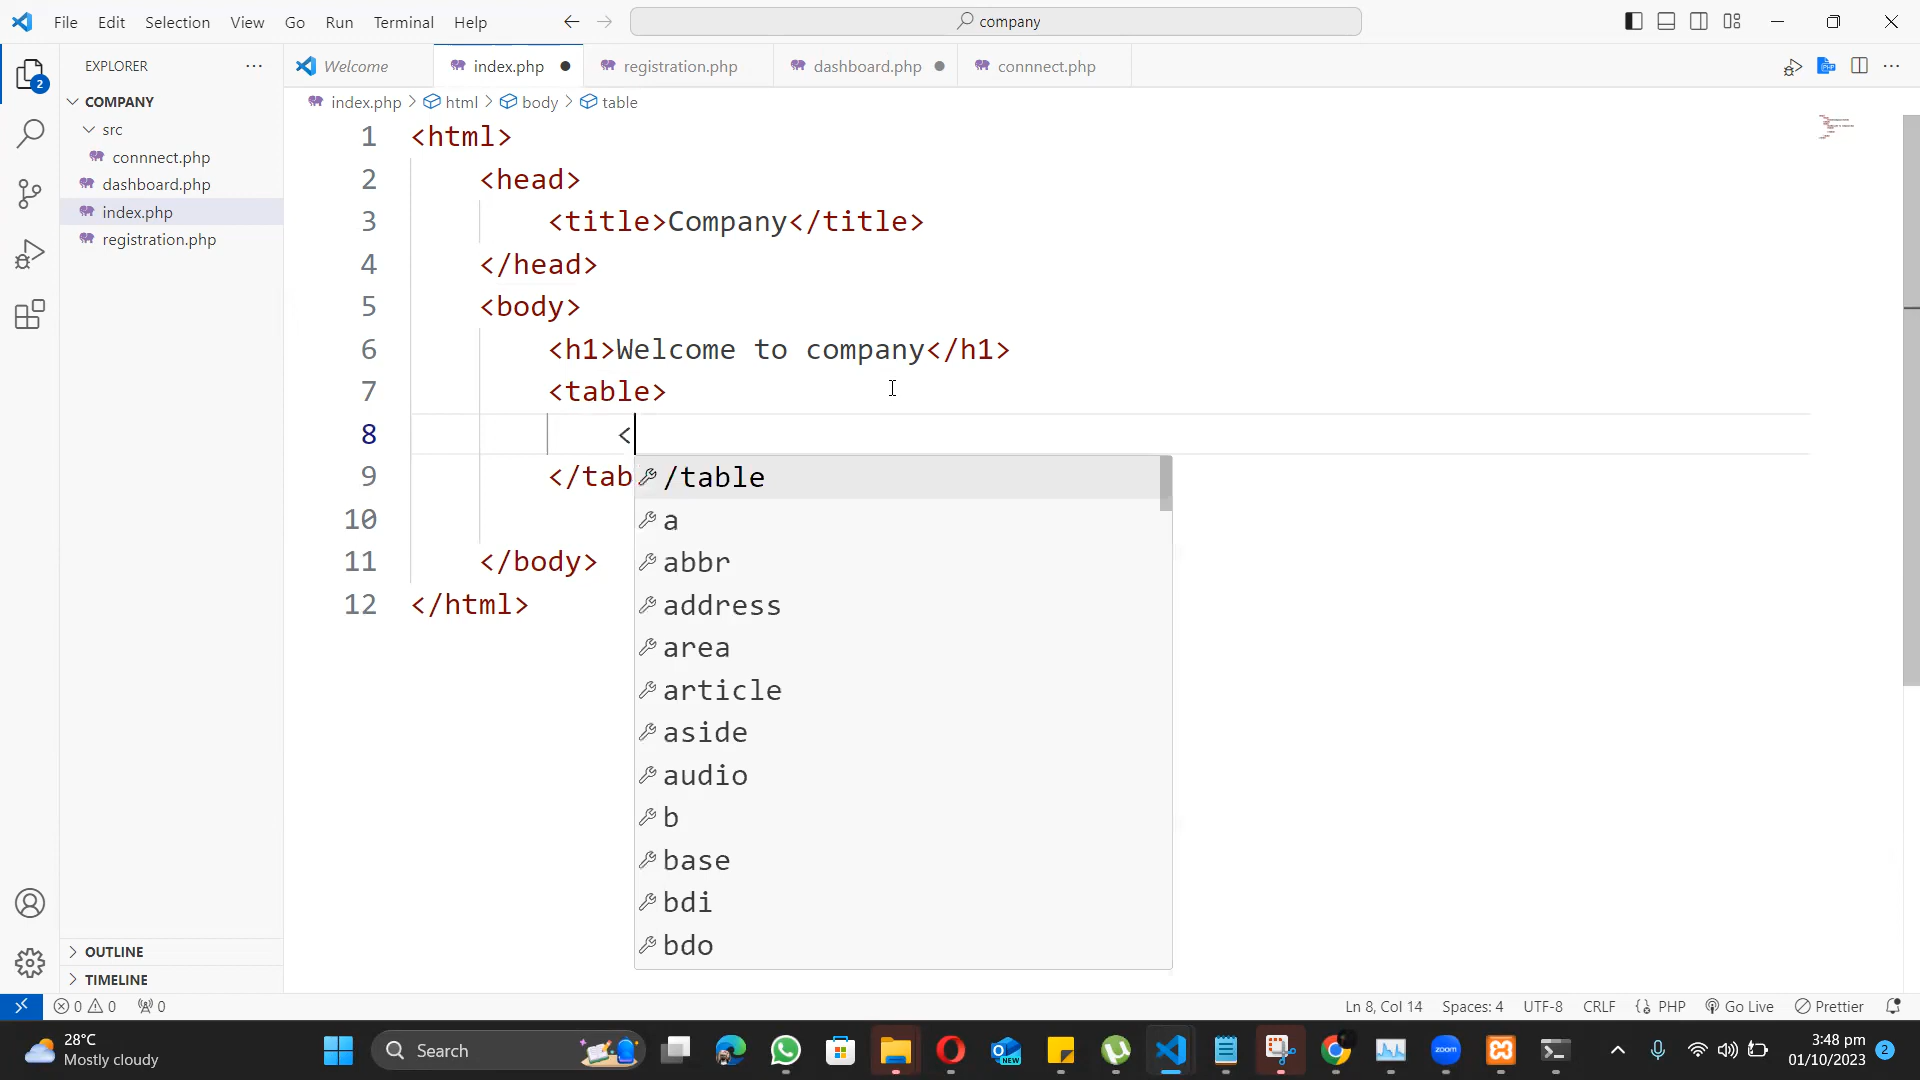 File Edit Selection View Go Run Terminal Help
company
EXPLORER
Welcome
index.php
registration.php
dashboard.php
connnect.php
COMPANY
src
connnect.php
dashboard.php
index.php
registration.php
OUTLINE
TIMELINE
index.php > html > body > table
1 <html>
2 <head>
3 <title>Company</title>
4 </head>
5 <body>
6 <h1>Welcome to company</h1>
7 <table>
8 <
9 </tab
10
11 </body>
12 </html>
/table
a
abbr
address
area
article
aside
audio
b
base
bdi
bdo
2
0 0 0
Ln 8, Col 14 Spaces: 4 UTF-8 CRLF PHP Go Live Prettier
28°C
Mostly cloudy
Search
NEW
zoom
3:48 pm
01/10/2023
2